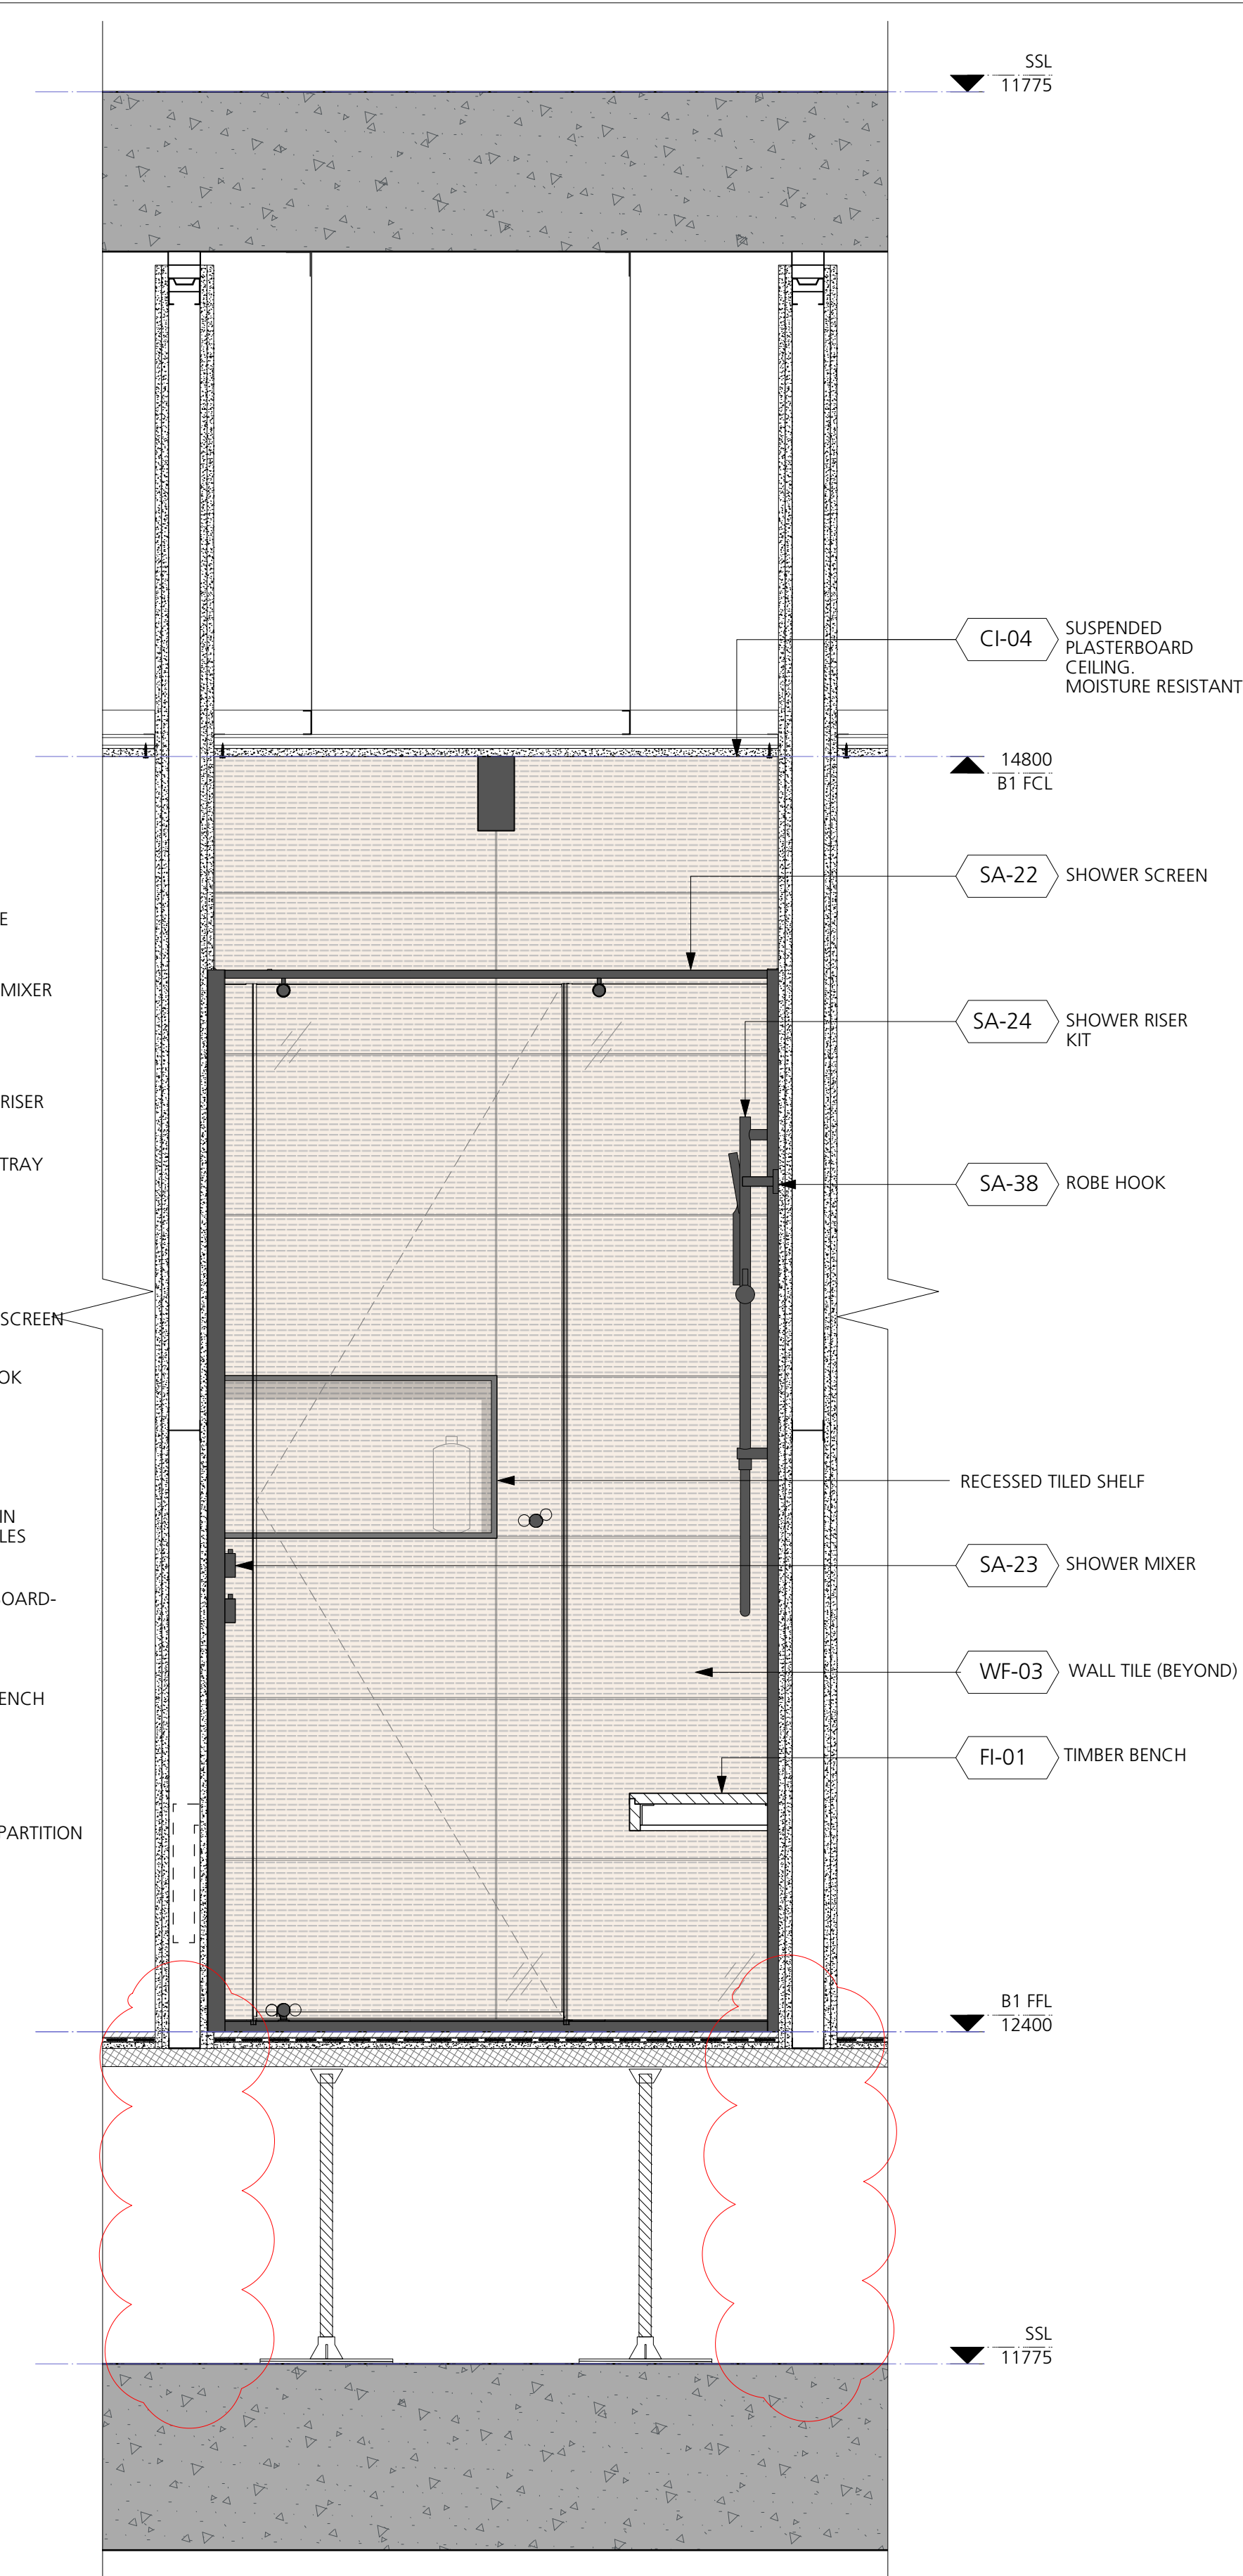 SSL
11775
CI-04
SUSPENDED
PLASTERBOARD
CEILING.
MOISTURE RESISTANT
14800
B1 FCL
SA-22
SHOWER SCREEN
E
MIXER
SA-24
SHOWER RISER
KIT
RISER
TRAY
SA-38
ROBE HOOK
SCREEN
OK
RECESSED TILED SHELF
IN
LES
SA-23
SHOWER MIXER
OARD-
WF-03
WALL TILE (BEYOND)
ENCH
FI-01
TIMBER BENCH
PARTITION
B1 FFL
12400
SSL
11775